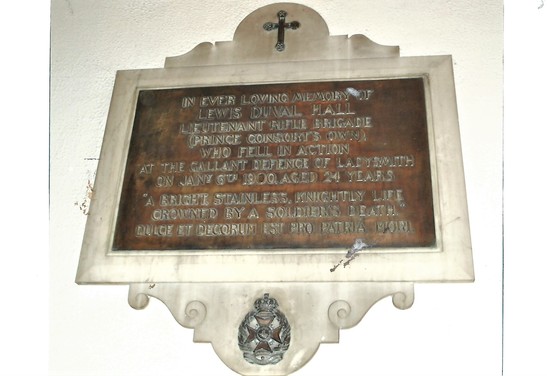 IN EVER LOVING MEMORY OF
LEWIS DUVAL HALL
LIEUTENANT RIFLE BRIGADE
(PRINCE CONSORT'S OWN)
WHO FELL IN ACTION
AT THE GALLANT DEFENCE OF LADYSMITH
ON JANY 6TH 1900, AGED 24 YEARS
"A BRIGHT, STAINLESS, KNIGHTLY LIFE,
CROWNED BY A SOLDIER'S DEATH."
DULCE ET DECORUM EST PRO PATRIA MORI.